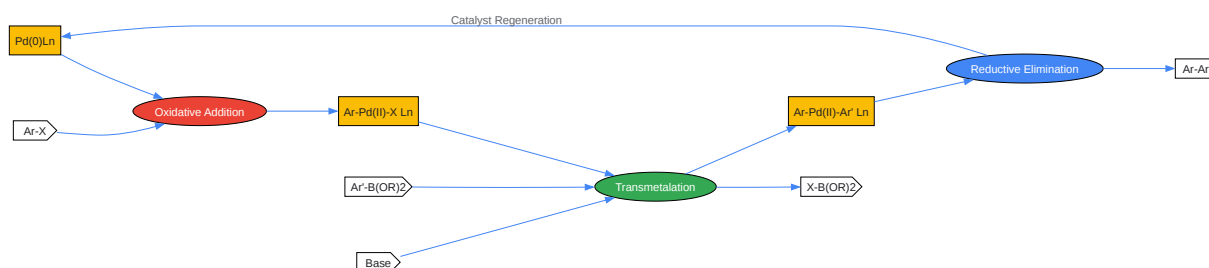 Catalyst Regeneration
Pd(0)Ln
Reductive Elimination
Ar-Ar
Oxidative Addition
Ar-Pd(II)-X Ln
Ar-Pd(II)-Ar' Ln
Ar-X
Ar'-B(OR)2
Transmetalation
X-B(OR)2
Base